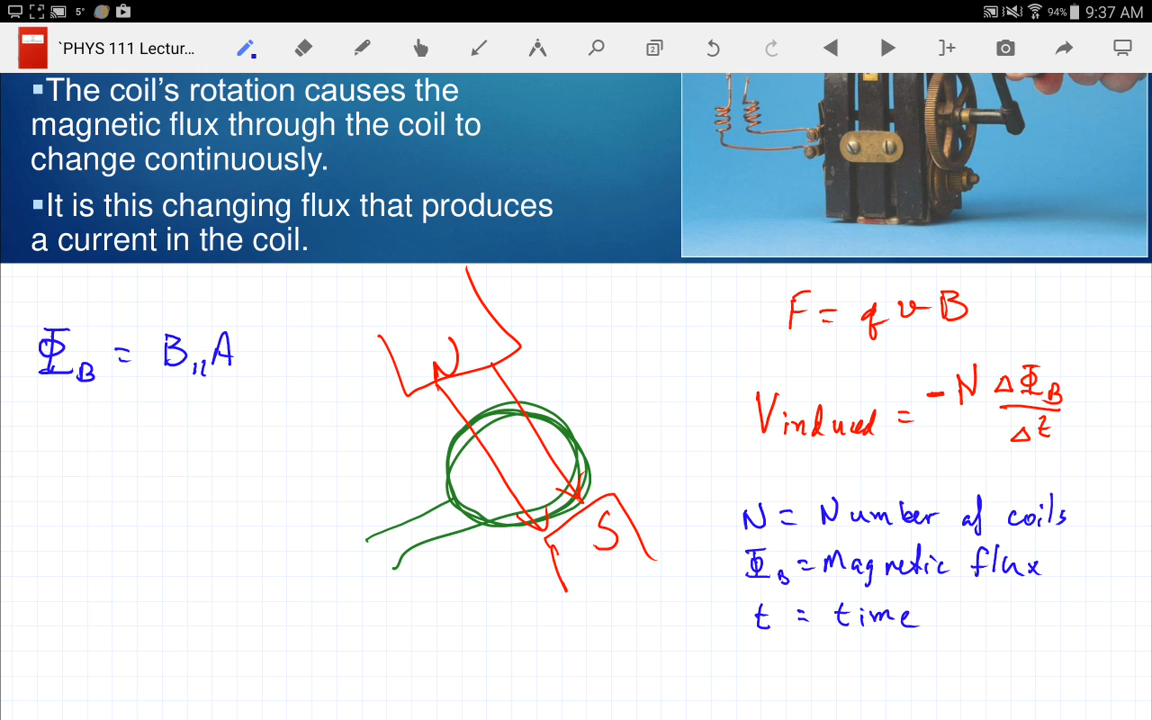 5° 94% 9:37 AM
`PHYS 111 Lectur... 2
▪The coil's rotation causes the
magnetic flux through the coil to
change continuously.
▪It is this changing flux that produces
a current in the coil.
F = qvB
Φ_B = B_{||}A
N
V induced = -N ΔΦ_B / Δt
S
N = Number of coils
Φ_B = Magnetic flux
t = time